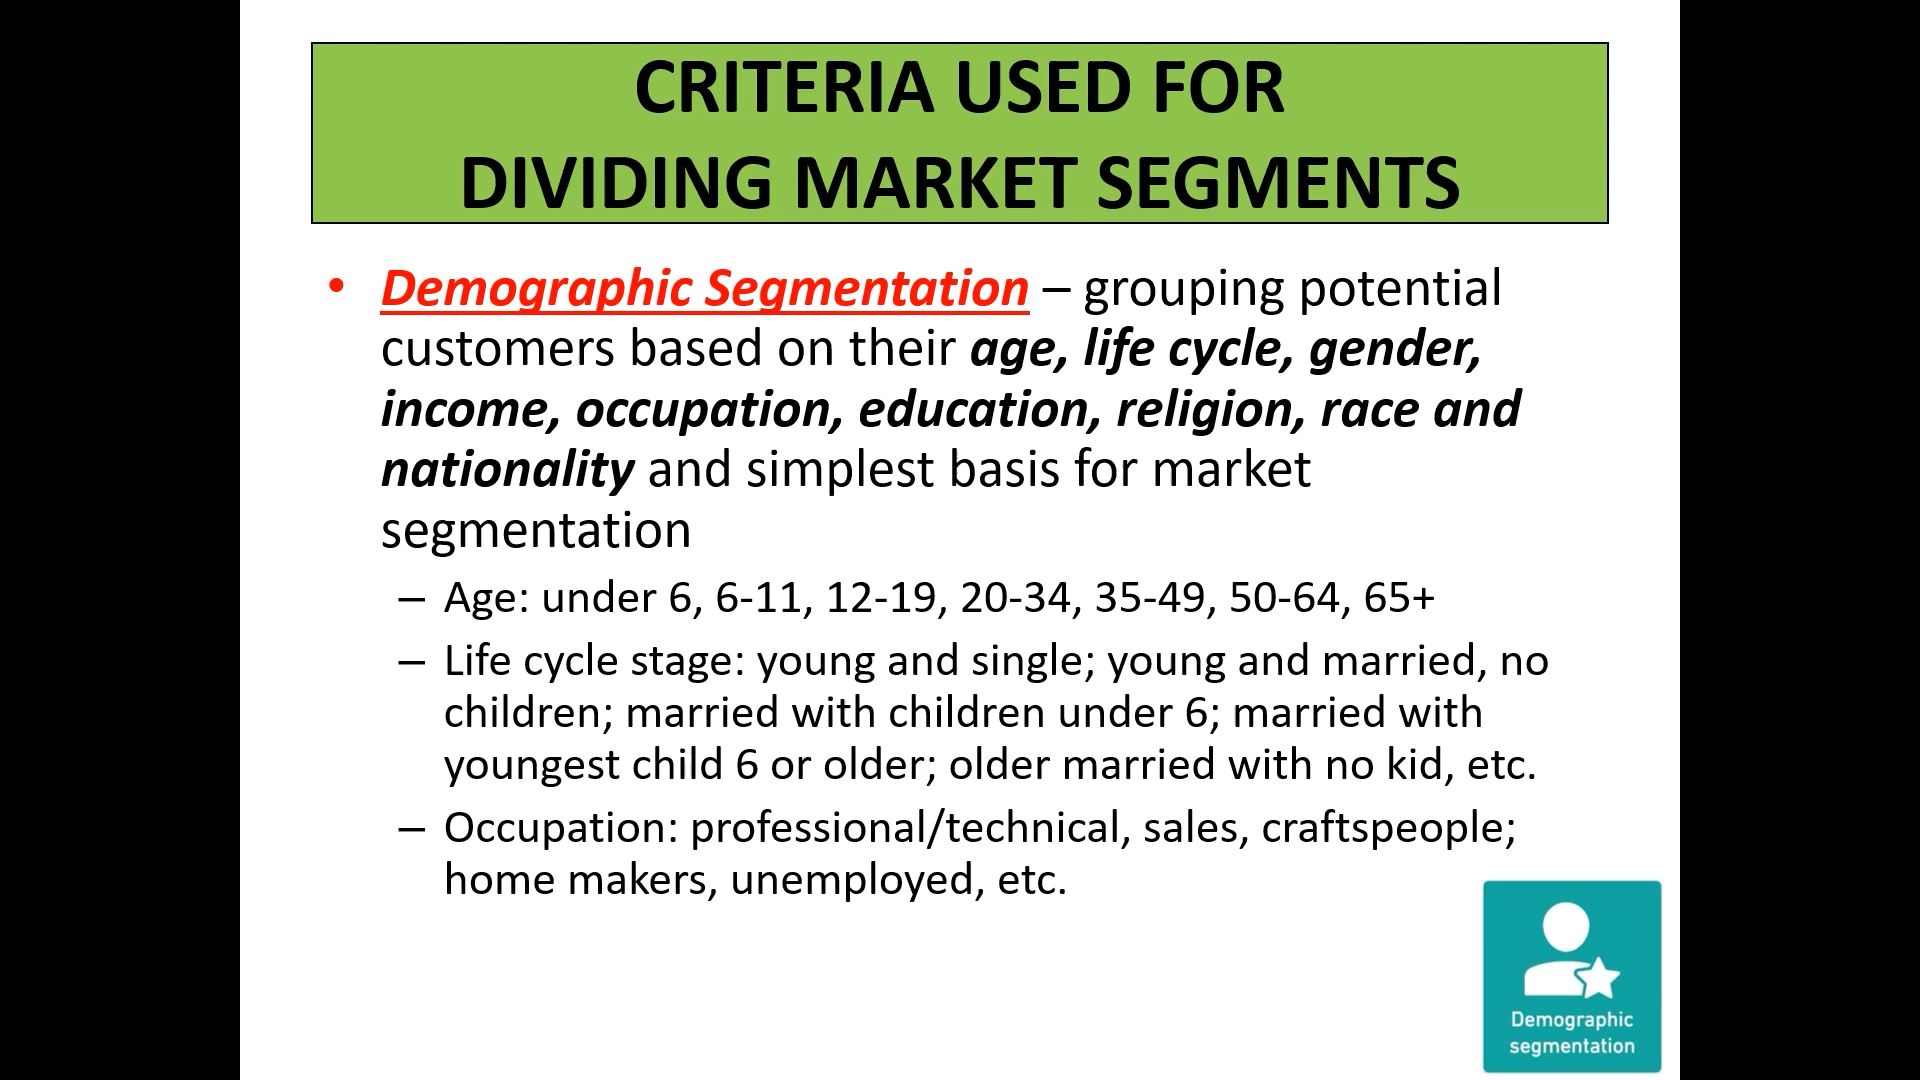 CRITERIA USED FOR
DIVIDING MARKET SEGMENTS
• Demographic Segmentation – grouping potential
customers based on their age, life cycle, gender,
income, occupation, education, religion, race and
nationality and simplest basis for market
segmentation
– Age: under 6, 6-11, 12-19, 20-34, 35-49, 50-64, 65+
– Life cycle stage: young and single; young and married, no
children; married with children under 6; married with
youngest child 6 or older; older married with no kid, etc.
– Occupation: professional/technical, sales, craftspeople;
home makers, unemployed, etc.
Demographic
segmentation